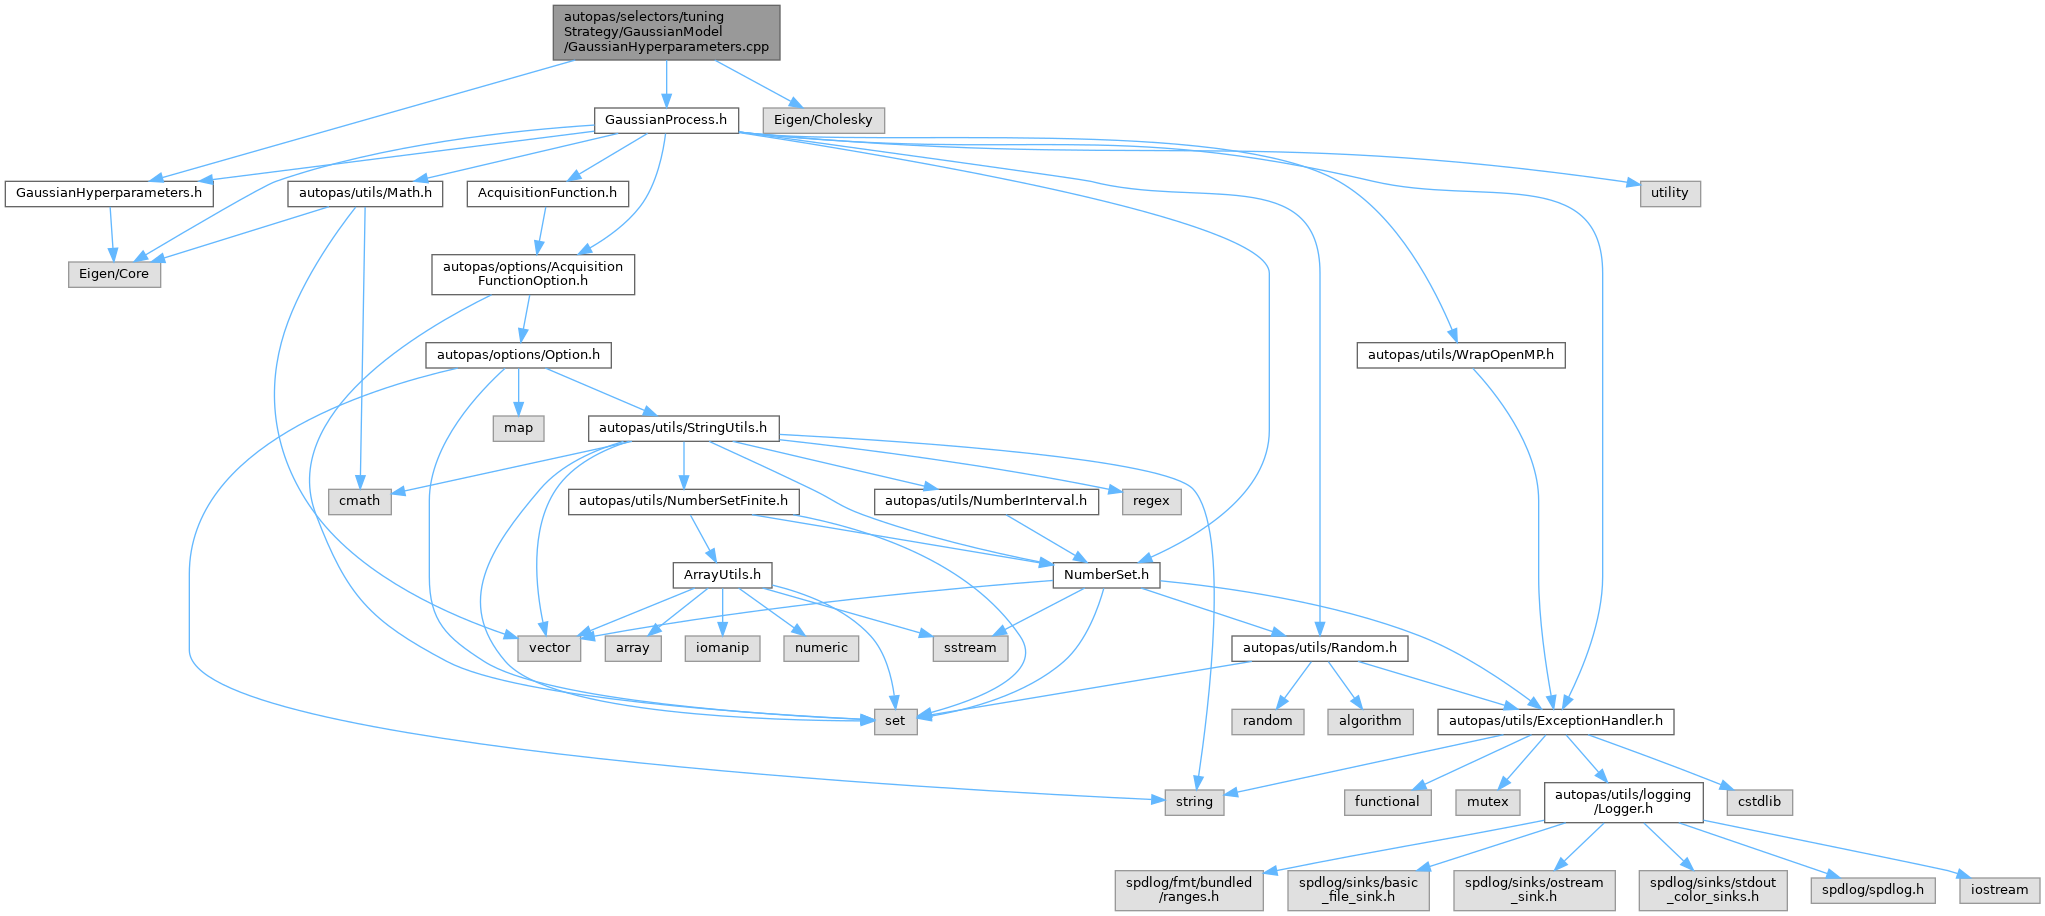 autopas/selectors/tuning
Strategy/GaussianModel
/GaussianHyperparameters.cpp
GaussianProcess.h
Eigen/Cholesky
GaussianHyperparameters.h
autopas/utils/Math.h
AcquisitionFunction.h
utility
Eigen/Core
autopas/options/Acquisition
FunctionOption.h
autopas/options/Option.h
autopas/utils/WrapOpenMP.h
map
autopas/utils/StringUtils.h
cmath
autopas/utils/NumberSetFinite.h
autopas/utils/NumberInterval.h
regex
ArrayUtils.h
NumberSet.h
vector
array
iomanip
numeric
sstream
autopas/utils/Random.h
set
random
algorithm
autopas/utils/ExceptionHandler.h
string
functional
mutex
autopas/utils/logging
/Logger.h
cstdlib
spdlog/fmt/bundled
/ranges.h
spdlog/sinks/basic
_file_sink.h
spdlog/sinks/ostream
_sink.h
spdlog/sinks/stdout
_color_sinks.h
spdlog/spdlog.h
iostream